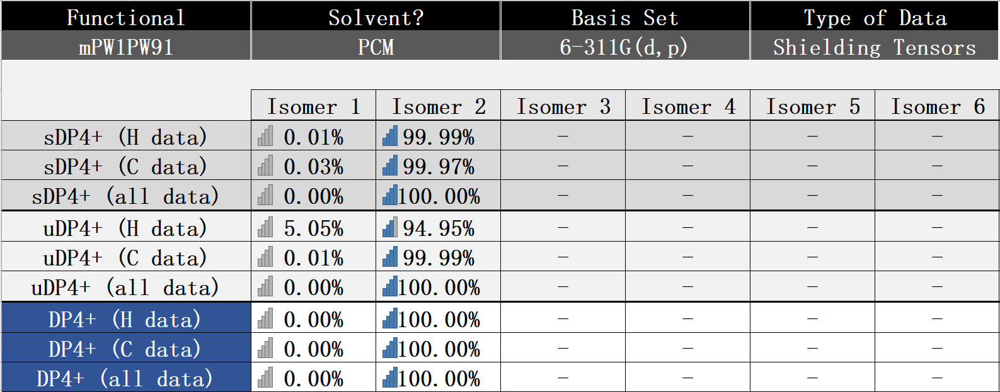 Functional Solvent? Basis Set Type of Data
mPW1PW91 PCM 6-311G(d,p) Shielding Tensors
Isomer 1 Isomer 2 Isomer 3 Isomer 4 Isomer 5 Isomer 6
sDP4+ (H data) 0.01% 99.99% – – – –
sDP4+ (C data) 0.03% 99.97% – – – –
sDP4+ (all data) 0.00% 100.00% – – – –
uDP4+ (H data) 5.05% 94.95% – – – –
uDP4+ (C data) 0.01% 99.99% – – – –
uDP4+ (all data) 0.00% 100.00% – – – –
DP4+ (H data) 0.00% 100.00% – – – –
DP4+ (C data) 0.00% 100.00% – – – –
DP4+ (all data) 0.00% 100.00% – – – –